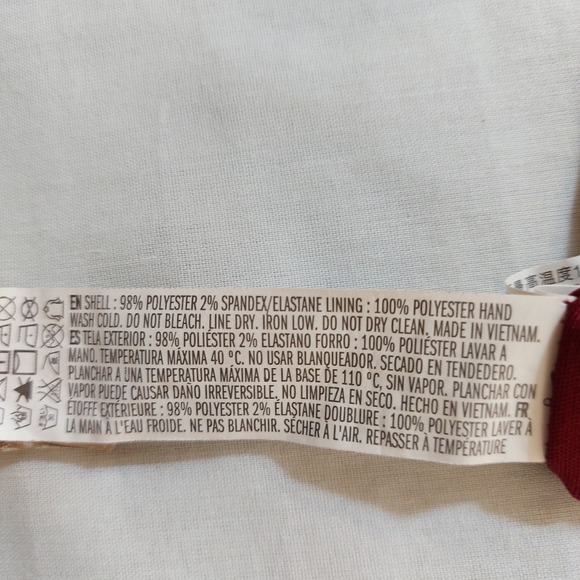 EN SHELL : 98% POLYESTER 2% SPANDEX/ELASTANE LINING : 100% POLYESTER HAND
WASH COLD. DO NOT BLEACH. LINE DRY. IRON LOW. DO NOT DRY CLEAN. MADE IN VIETNAM.
ES TELA EXTERIOR : 98% POLIÉSTER 2% ELASTANO FORRO : 100% POLIÉSTER LAVAR A
MANO. TEMPERATURA MÁXIMA 40 ºC. NO USAR BLANQUEADOR. SECADO EN TENDEDERO.
PLANCHAR A UNA TEMPERATURA MÁXIMA DE LA BASE DE 110 °C, SIN VAPOR. PLANCHAR CON
VAPOR PUEDE CAUSAR DAÑO IRREVERSIBLE. NO LIMPIEZA EN SECO. HECHO EN VIETNAM. FR
ÉTOFFE EXTÉRIEURE : 98% POLYESTER 2% ÉLASTANE DOUBLURE : 100% POLYESTER LAVER À
LA MAIN À L'EAU FROIDE. NE PAS BLANCHIR. SÉCHER À L'AIR. REPASSER À TEMPÉRATURE